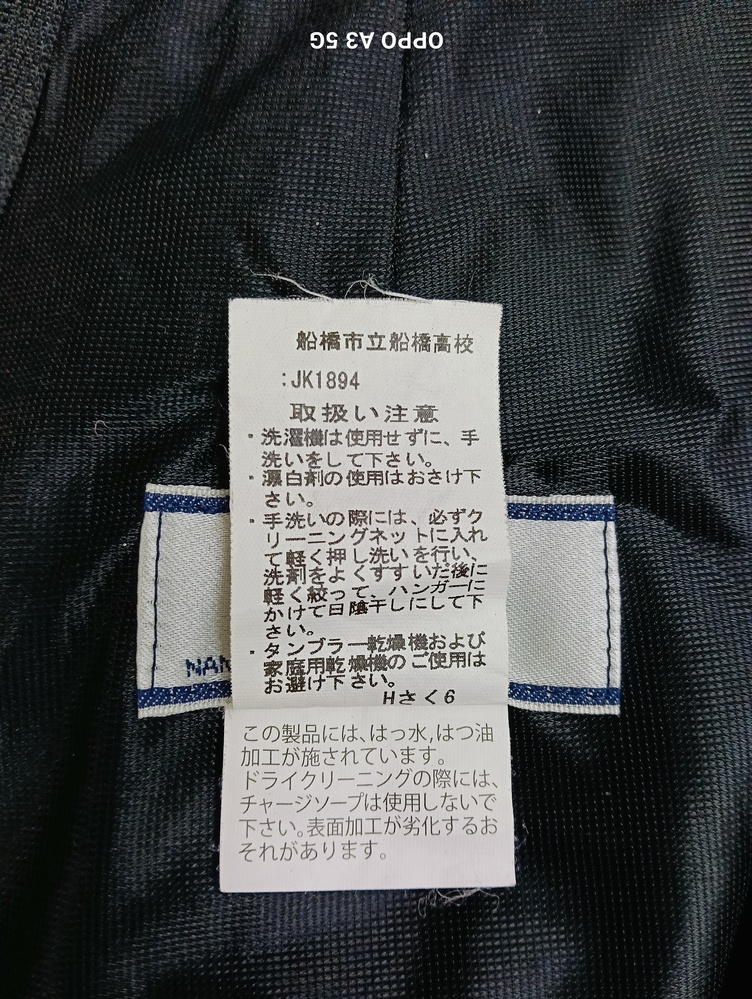 OPPO A3 5G
船橋市立船橋高校
:JK1894
取扱い注意
・洗濯機は使用せずに、手
洗いをして下さい。
・漂白剤の使用はおさけ下
さい。
・手洗いの際には、必ずク
リーニングネットに入れ
て軽く押し洗いを行い、
洗剤をよくすすいだ後に
軽く絞って、ハンガーに
かけて日陰干しにして下
さい。
・タンブラー乾燥機および
家庭用乾燥機のご使用は
お避け下さい。
Hさく6
NAM
この製品には、はっ水,はつ油
加工が施されています。
ドライクリーニングの際には、
チャージソープは使用しないで
下さい。表面加工が劣化するお
それがあります。